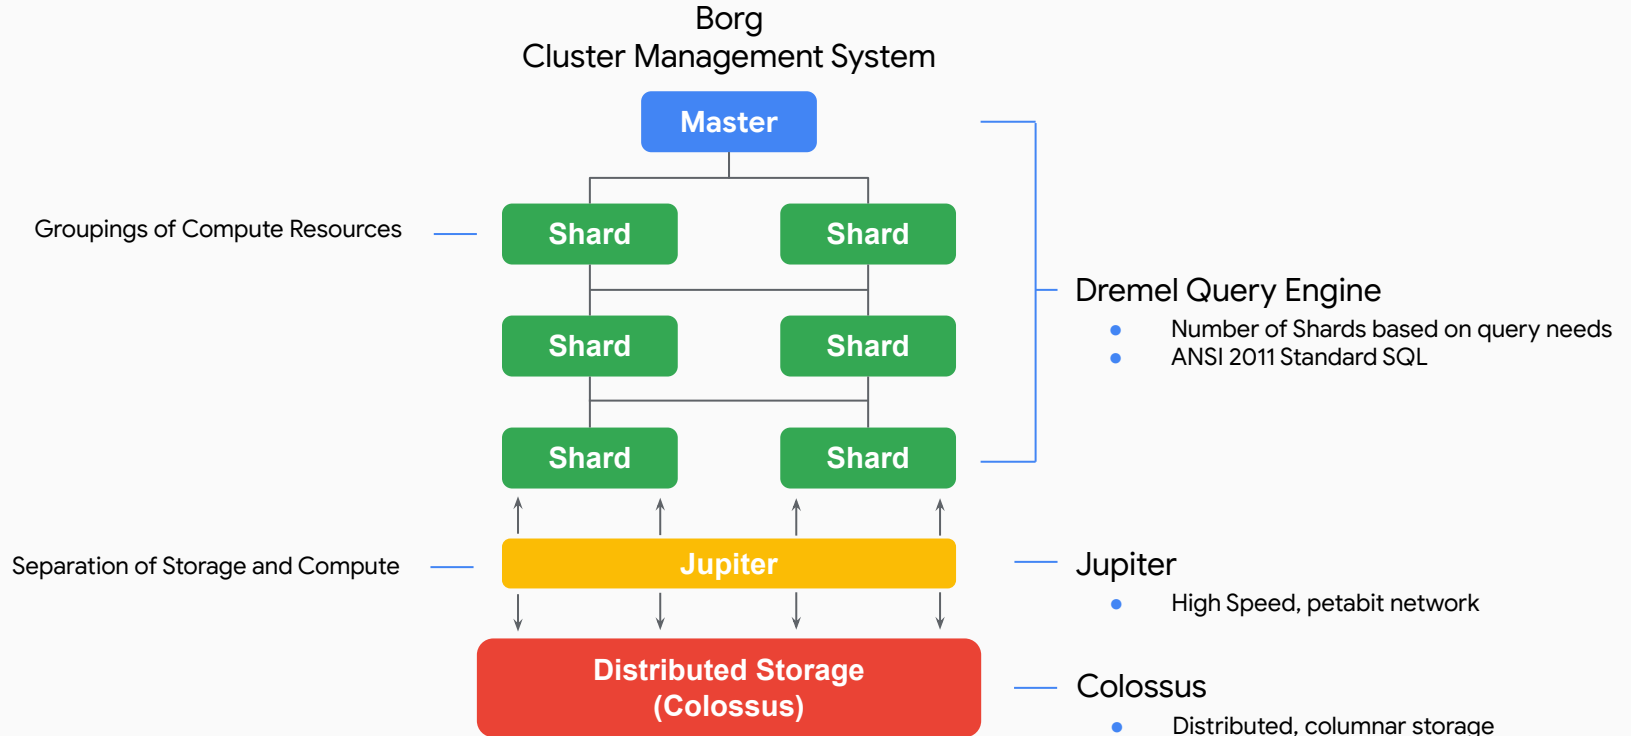 Borg
Cluster Management System
Master
Groupings of Compute Resources
Shard
Shard
Dremel Query Engine
Number of Shards based on query needs
ANSI 2011 Standard SQL
Shard
Shard
Shard
Shard
Separation of Storage and Compute
Jupiter
Jupiter
High Speed, petabit network
Distributed Storage
(Colossus)
Colossus
Distributed, columnar storage